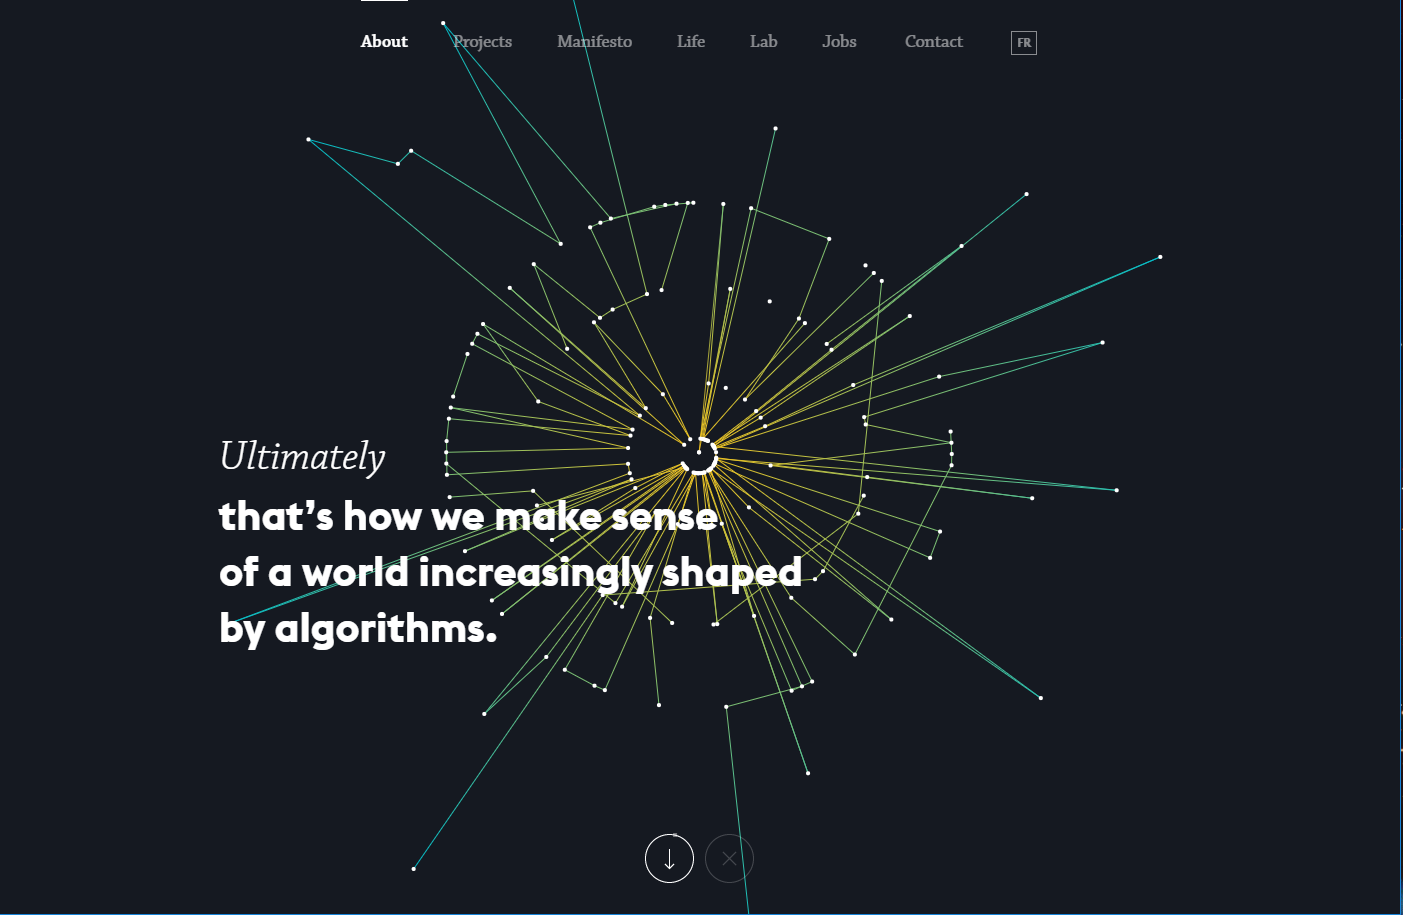 About Projects Manifesto Life Lab Jobs Contact FR
Ultimately
that’s how we make sense
of a world increasingly shaped
by algorithms.